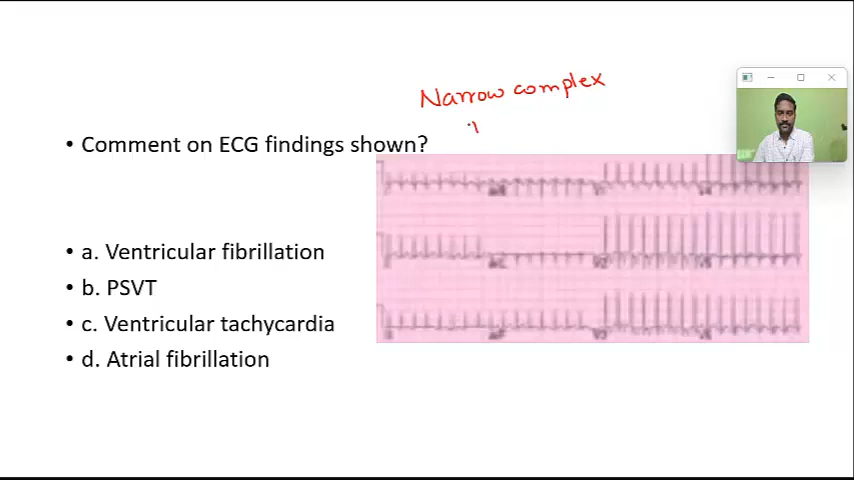 Narrow complex
• Comment on ECG findings shown?
• a. Ventricular fibrillation
• b. PSVT
• c. Ventricular tachycardia
• d. Atrial fibrillation